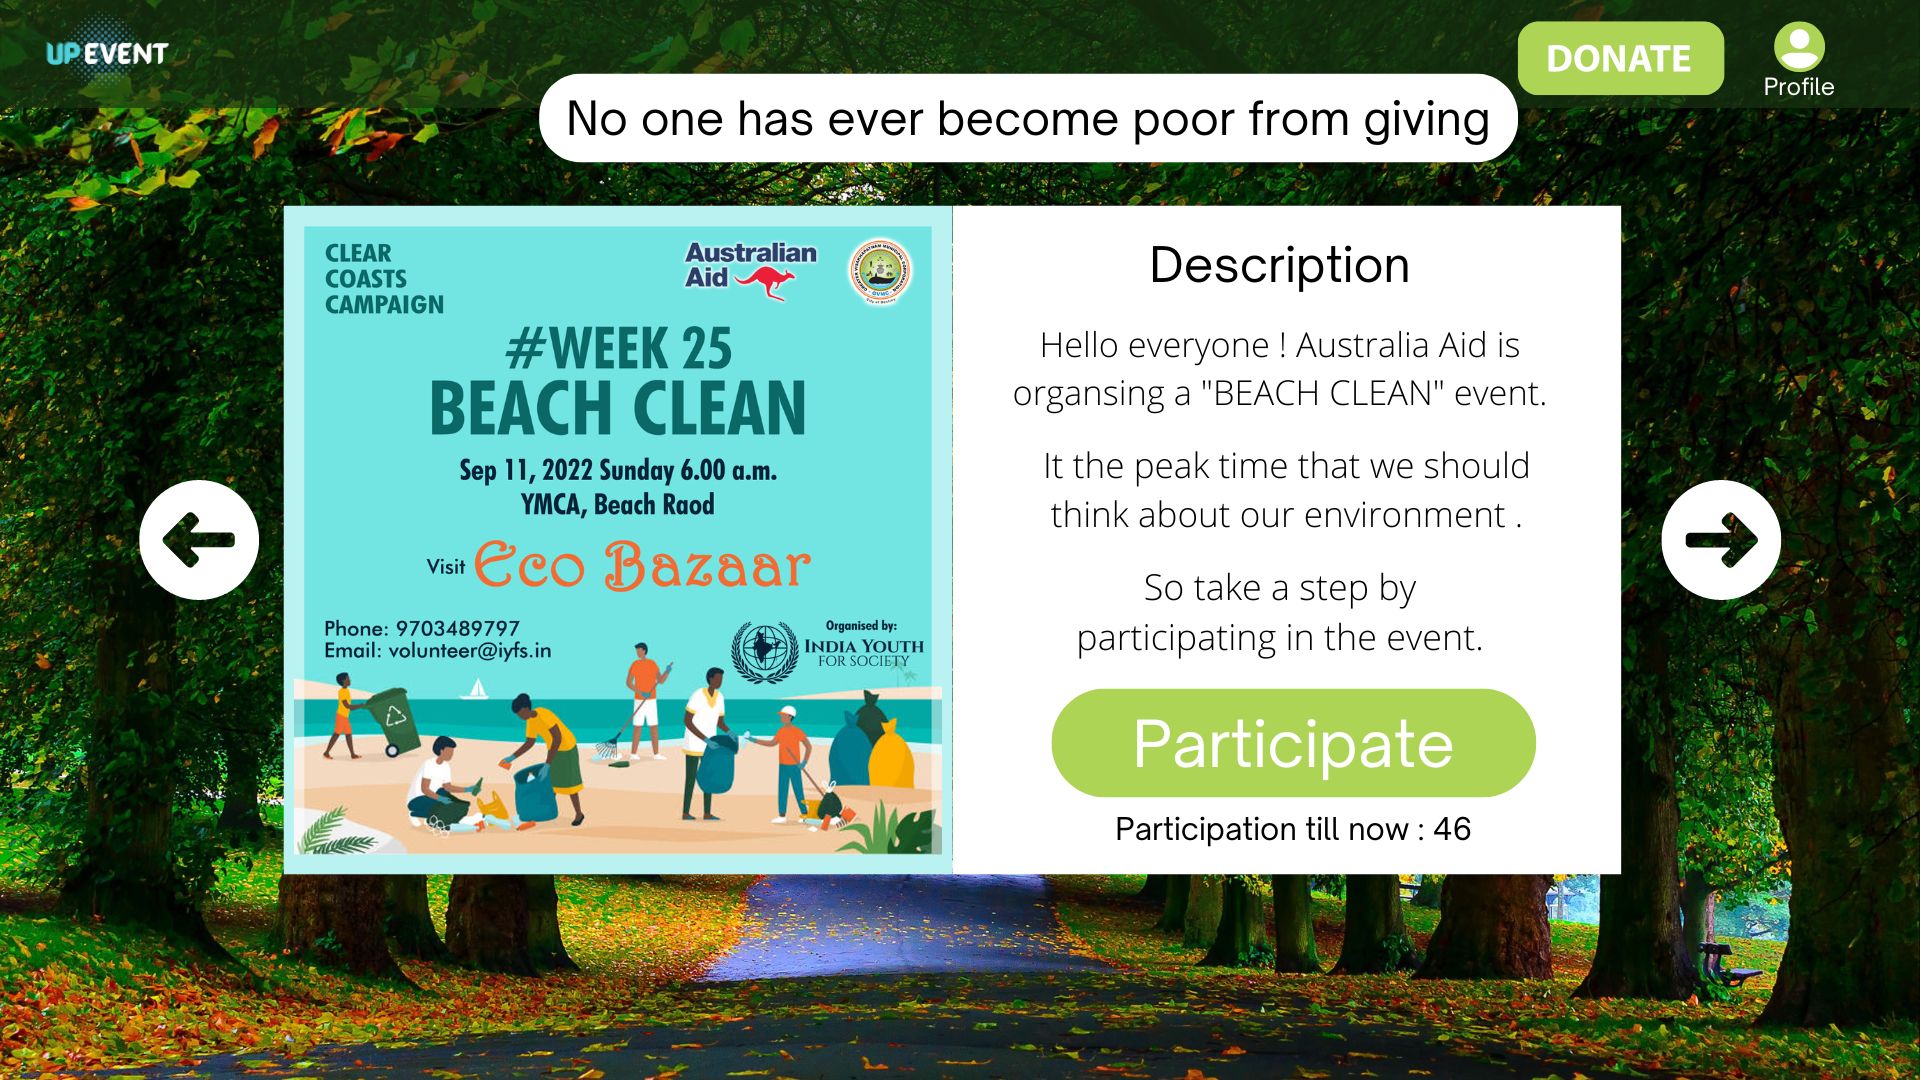 UPEVENT
DONATE
Profile
No one has ever become poor from giving
CLEAR
COASTS
CAMPAIGN
Australian
Aid
#WEEK 25
BEACH CLEAN
Sep 11, 2022 Sunday 6.00 a.m.
YMCA, Beach Raod
Visit Eco Bazaar
Phone: 9703489797
Email: volunteer@iyfs.in
Organised by:
INDIA YOUTH
FOR SOCIETY
Description
Hello everyone ! Australia Aid is
organsing a "BEACH CLEAN" event.
It the peak time that we should
think about our environment .
So take a step by
participating in the event.
Participate
Participation till now : 46